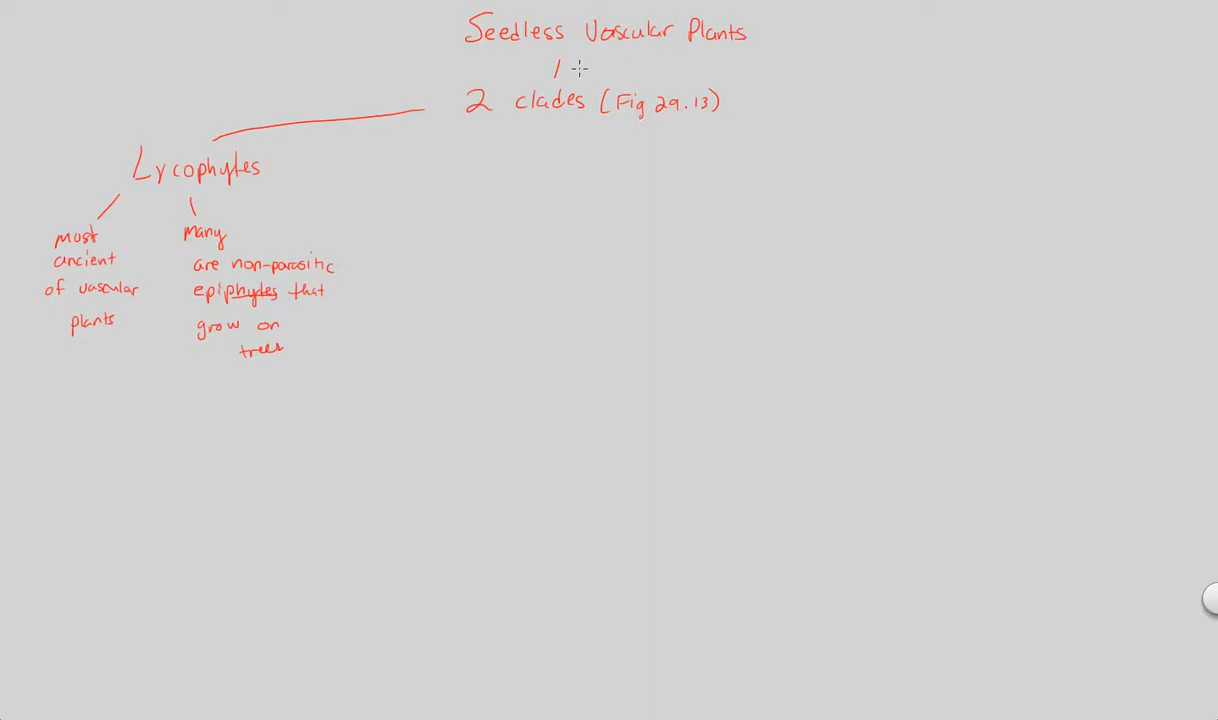 Seedless Vascular Plants
2 clades (Fig 29.13)
Lycophytes
most
ancient
of vascular
plants
Many
are non-parasitic
epiphytes that
grow on
trees